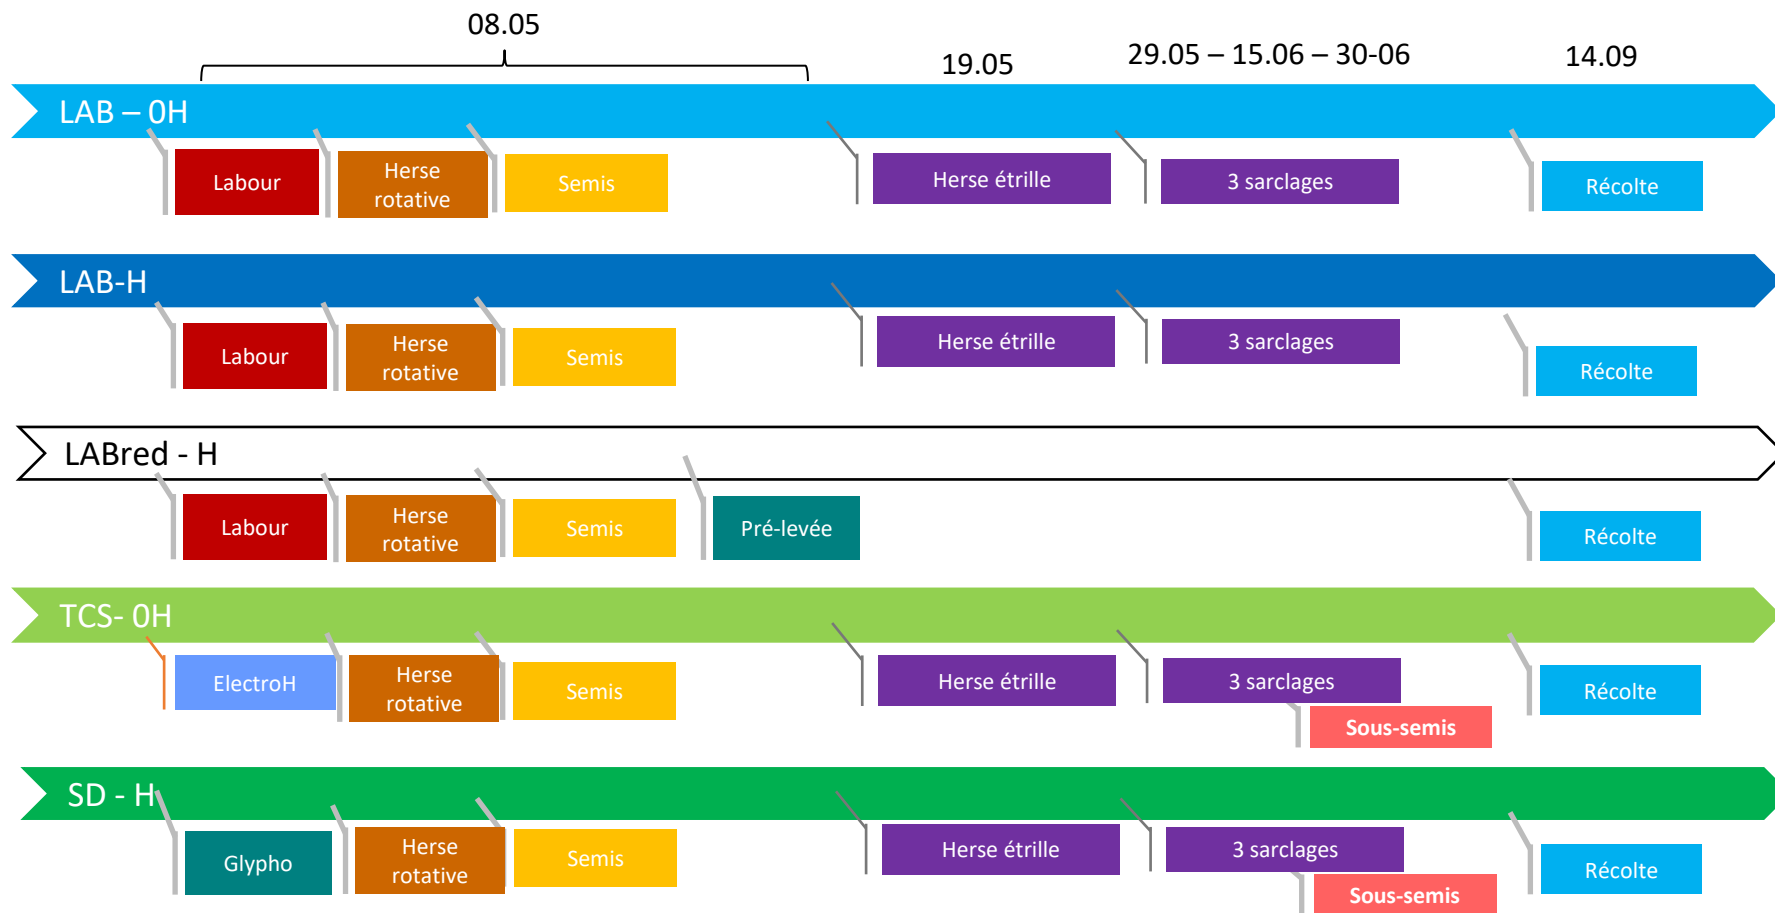 08.05
19.05
29.05 – 15.06 – 30-06
14.09
LAB – 0H
Labour
Herse
rotative
Semis
Herse étrille
3 sarclages
Récolte
LAB-H
Labour
Herse
rotative
Semis
Herse étrille
3 sarclages
Récolte
LABred - H
Labour
Herse
rotative
Semis
Pré-levée
Récolte
TCS- 0H
ElectroH
Herse
rotative
Semis
Herse étrille
3 sarclages
Sous-semis
Récolte
SD - H
Glypho
Herse
rotative
Semis
Herse étrille
3 sarclages
Sous-semis
Récolte